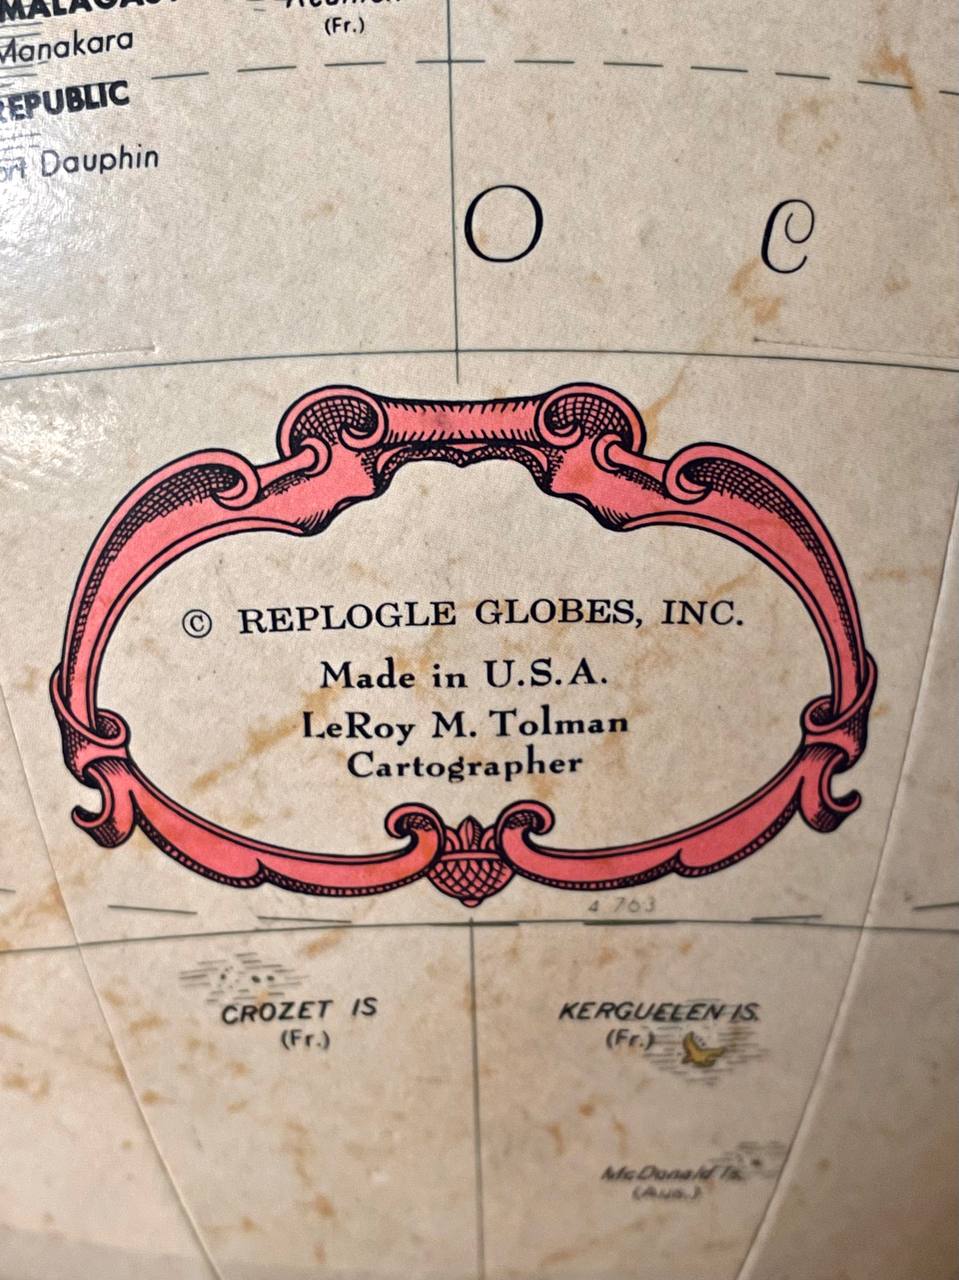 Manakara
(Fr.)
REPUBLIC
Dauphin
O C
© REPLOGLE GLOBES, INC.
Made in U.S.A.
LeRoy M. Tolman
Cartographer
4 763
CROZET IS
(Fr.)
KERGUELEN IS.
(Fr.)
McDonald Is.
(Aus.)